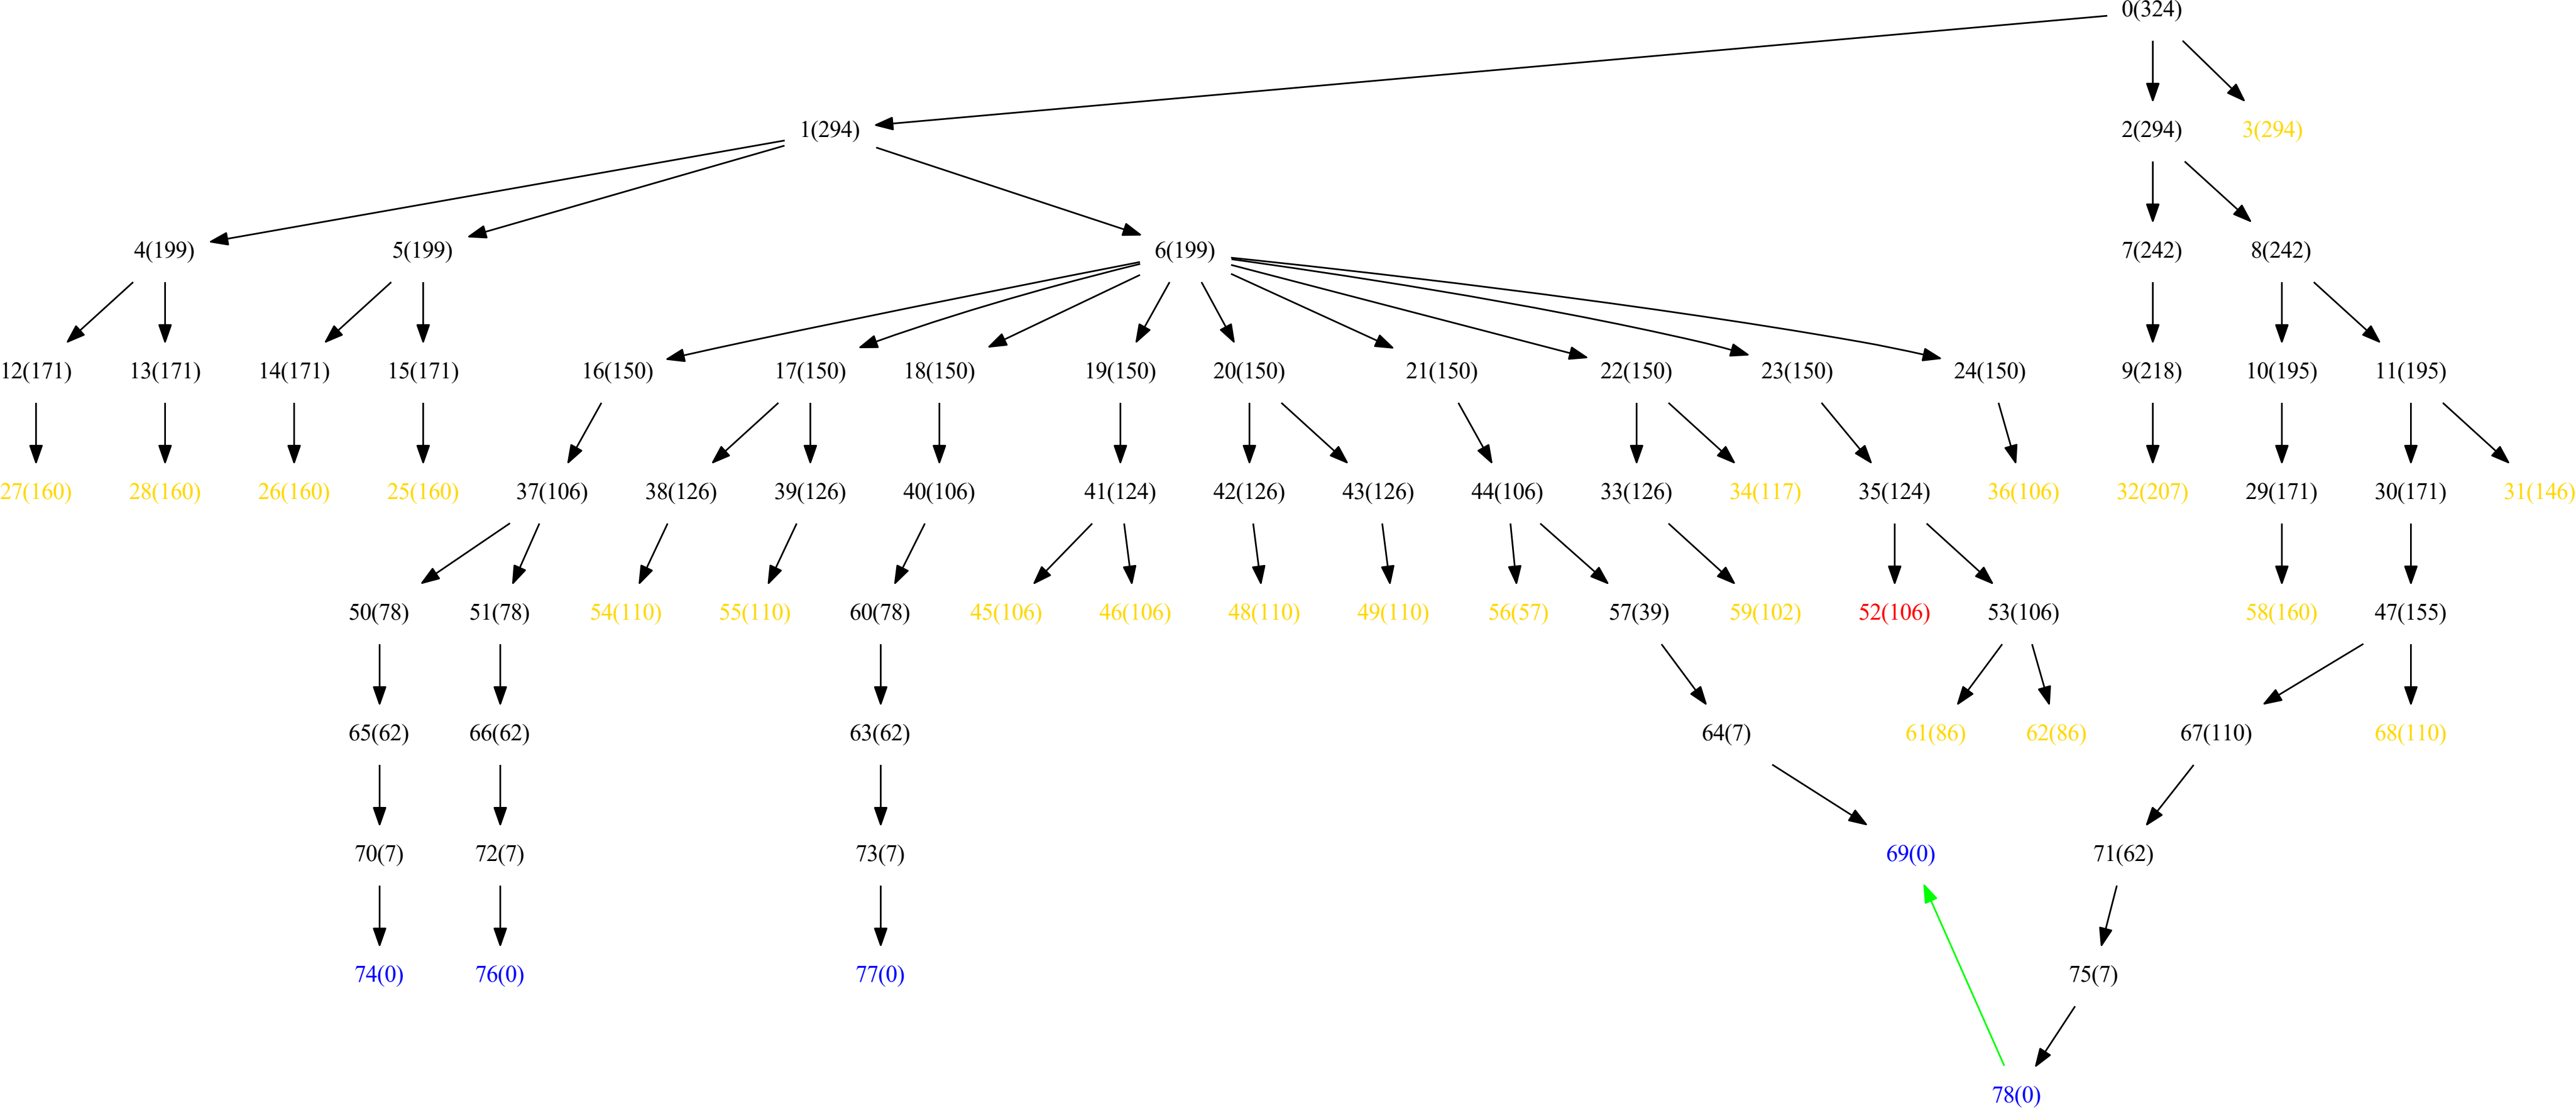 0(324)
1(294) 2(294) 3(294)
4(199) 5(199) 6(199) 7(242) 8(242)
12(171) 13(171) 14(171) 15(171) 16(150) 17(150) 18(150) 19(150) 20(150) 21(150) 22(150) 23(150) 24(150) 9(218) 10(195) 11(195)
27(160) 28(160) 26(160) 25(160) 37(106) 38(126) 39(126) 40(106) 41(124) 42(126) 43(126) 44(106) 33(126) 34(117) 35(124) 36(106) 32(207) 29(171) 30(171) 31(146)
50(78) 51(78) 54(110) 55(110) 60(78) 45(106) 46(106) 48(110) 49(110) 56(57) 57(39) 59(102) 52(106) 53(106) 58(160) 47(155)
65(62) 66(62) 63(62) 64(7) 61(86) 62(86) 67(110) 68(110)
70(7) 72(7) 73(7) 69(0) 71(62)
74(0) 76(0) 77(0) 75(7)
78(0)